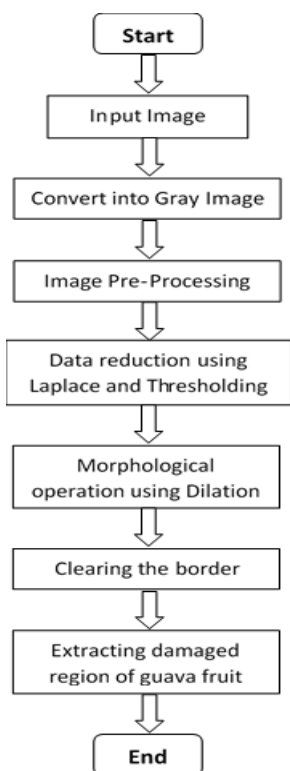 Start
Input Image
Convert into Gray Image
Image Pre-Processing
Data reduction using
Laplace and Thresholding
Morphological
operation using Dilation
Clearing the border
Extracting damaged
region of guava fruit
End